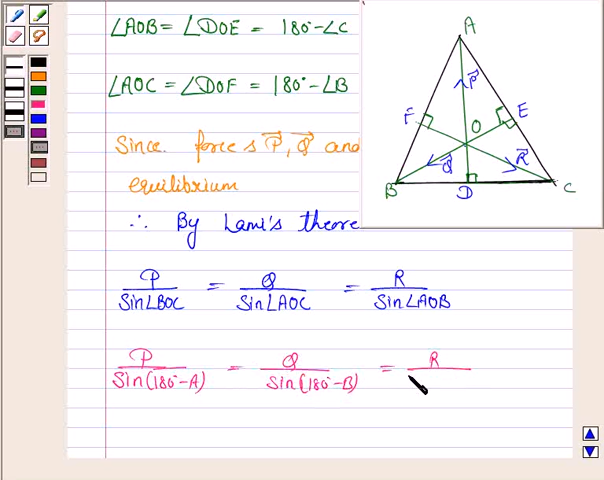 ∠AOB = ∠DOE = 180° - ∠C
∠AOC = ∠DOF = 180° - ∠B
Since forces P⃗, Q⃗ and
equilibrium
∴ By Lami's theore
P/Sin∠BOC = Q/Sin∠AOC = R/Sin∠AOB
P/Sin(180°-A) = Q/Sin(180°-B) = R/
A
P⃗
F
E
O
Q⃗
R⃗
B
D
C